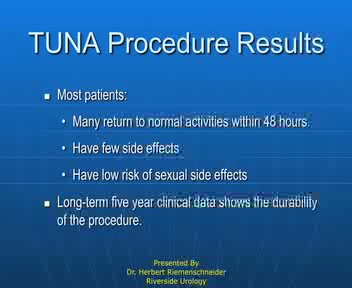 TUNA Procedure Results
Most patients:
Many return to normal activities within 48 hours.
Have few side effects
Have low risk of sexual side effects
Long-term five year clinical data shows the durability
of the procedure.
Presented By
Dr. Herbert Riemenschneider
Riverside Urology